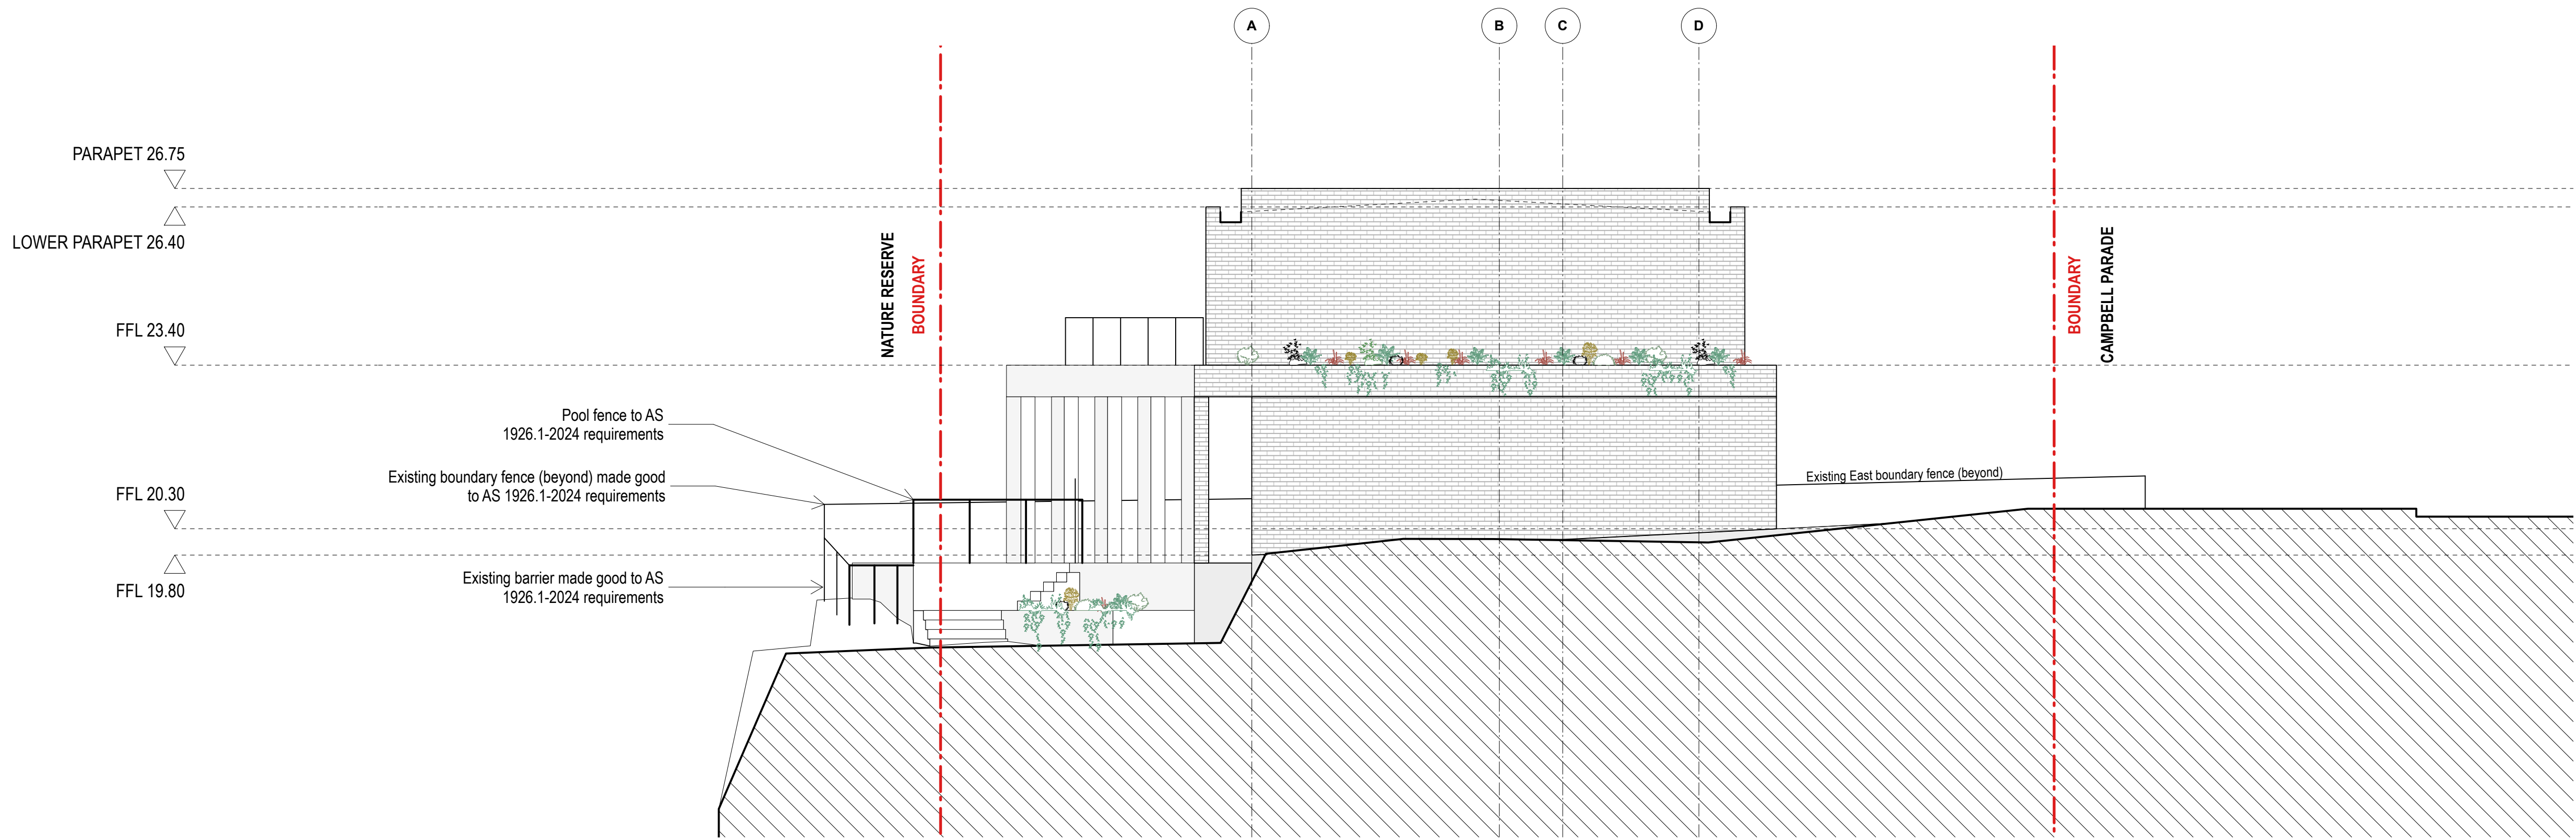 A
B
C
D
PARAPET 26.75
LOWER PARAPET 26.40
NATURE RESERVE
BOUNDARY
BOUNDARY
CAMPBELL PARADE
FFL 23.40
Pool fence to AS
1926.1-2024 requirements
Existing boundary fence (beyond) made good
to AS 1926.1-2024 requirements
Existing East boundary fence (beyond)
FFL 20.30
Existing barrier made good to AS
1926.1-2024 requirements
FFL 19.80